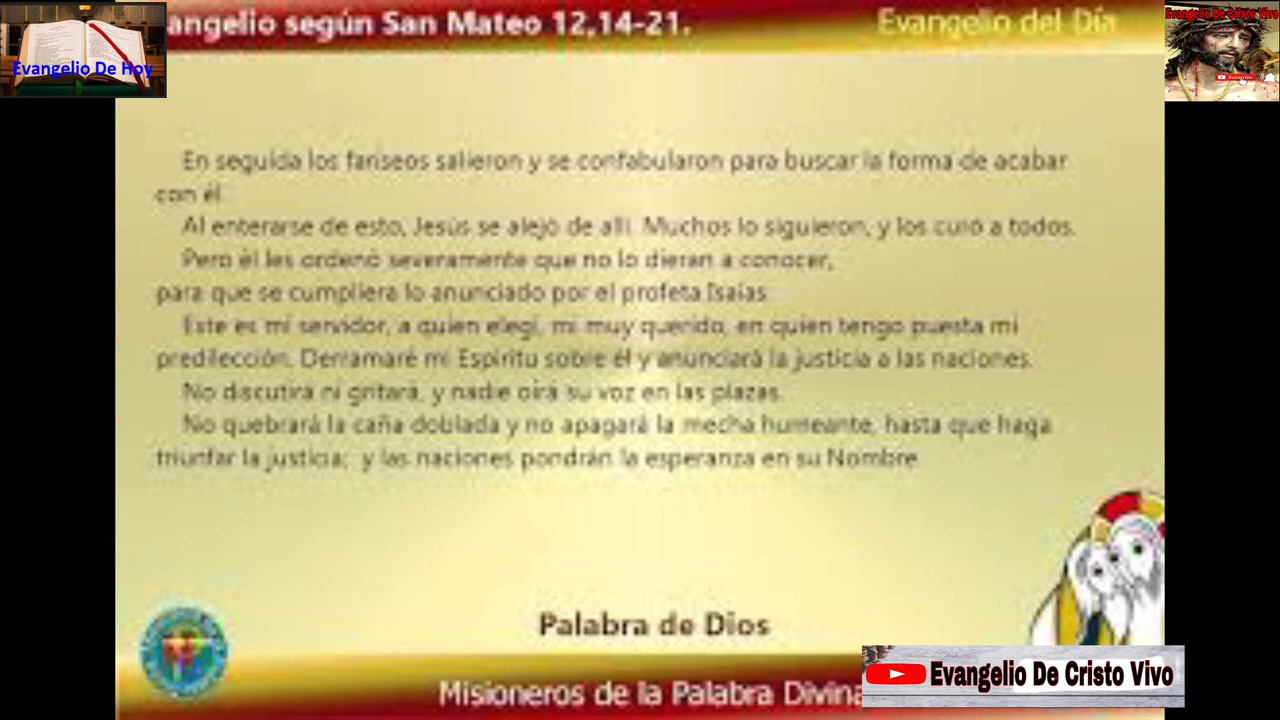 angelio según San Mateo 12,14-21.
Evangelio del Día
Evangelio De Hoy
Evangelio De Cristo Vivo
En seguida los fariseos salieron y se confabularon para buscar la forma de acabar
con él.
Al enterarse de esto, Jesús se alejó de allí. Muchos lo siguieron, y los curó a todos.
Pero él les ordenó severamente que no lo dieran a conocer,
para que se cumpliera lo anunciado por el profeta Isaías:
Este es mi servidor, a quien elegí, mi muy querido, en quien tengo puesta mi
predilección. Derramaré mi Espíritu sobre él y anunciará la justicia a las naciones.
No discutirá ni gritará, y nadie oirá su voz en las plazas.
No quebrará la caña doblada y no apagará la mecha humeante, hasta que haga
triunfar la justicia; y las naciones pondrán la esperanza en su Nombre
Palabra de Dios
Misioneros de la Palabra Divina
Evangelio De Cristo Vivo